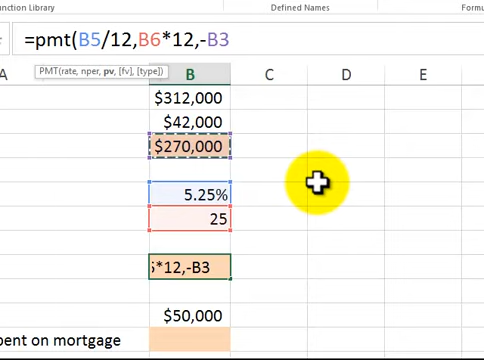 unction Library Defined Names Formu
=pmt(B5/12,B6*12,-B3
PMT(rate, nper, pv, [fv], [type])
A B C D E
$312,000
$42,000
$270,000
5.25%
25
*12,-B3
$50,000
pent on mortgage